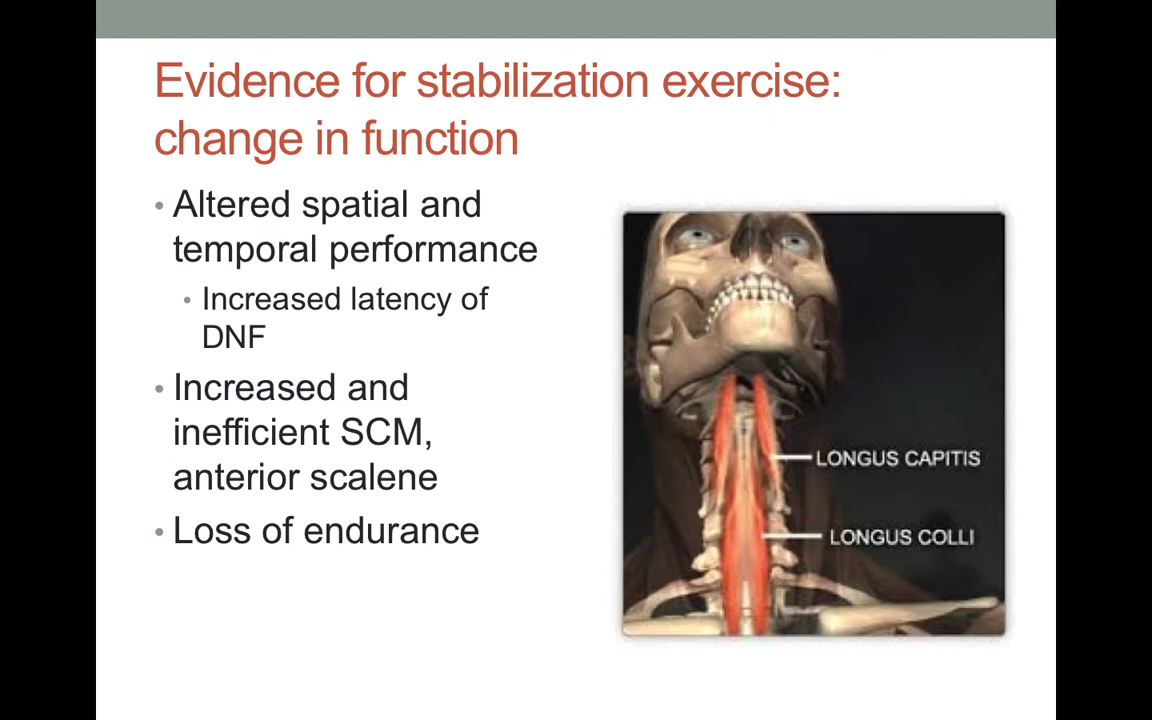 Evidence for stabilization exercise:
change in function
• Altered spatial and
temporal performance
• Increased latency of
DNF
• Increased and
inefficient SCM,
anterior scalene
• Loss of endurance
LONGUS CAPITIS
LONGUS COLLI